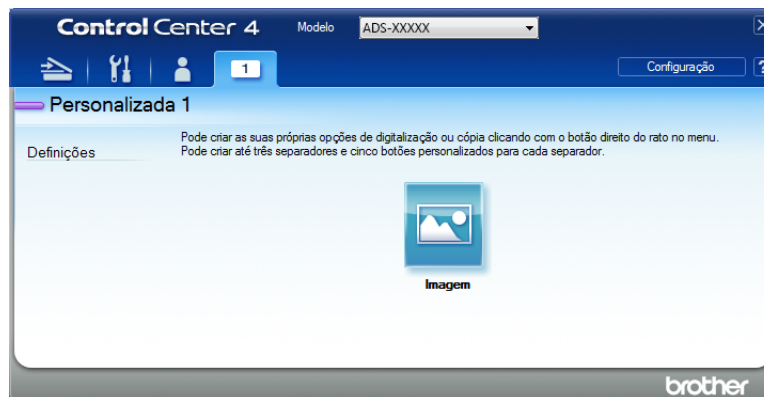 Control Center 4 Modelo ADS-XXXXX
1 Configuração ?
Personalizada 1
Definições
Pode criar as suas próprias opções de digitalização ou cópia clicando com o botão direito do rato no menu.
Pode criar até três separadores e cinco botões personalizados para cada separador.
Imagem
brother